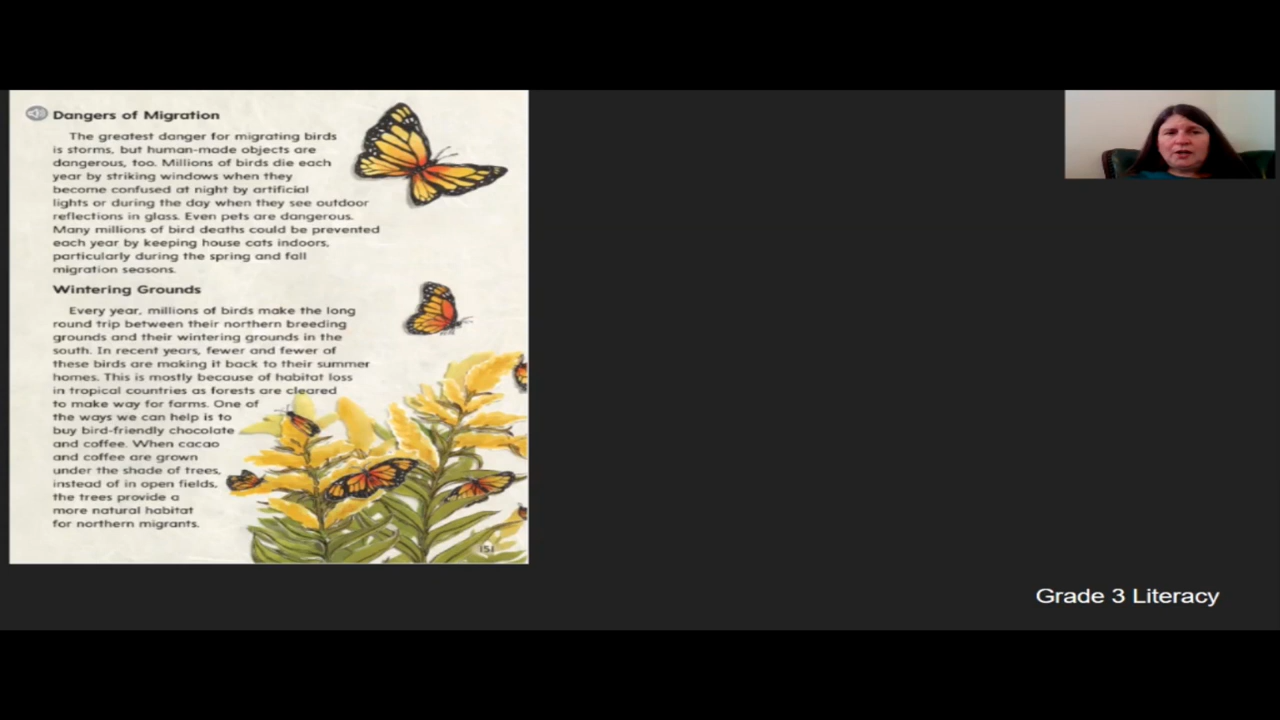 Dangers of Migration
The greatest danger for migrating birds
is storms, but human-made objects are
dangerous, too. Millions of birds die each
year by striking windows when they
become confused at night by artificial
lights or during the day when they see outdoor
reflections in glass. Even pets are dangerous.
Many millions of bird deaths could be prevented
each year by keeping house cats indoors,
particularly during the spring and fall
migration seasons.
Wintering Grounds
Every year, millions of birds make the long
round trip between their northern breeding
grounds and their wintering grounds in the
south. In recent years, fewer and fewer of
these birds are making it back to their summer
homes. This is mostly because of habitat loss
in tropical countries as forests are cleared
to make way for farms. One of
the ways we can help is to
buy bird-friendly chocolate
and coffee. When cacao
and coffee are grown
under the shade of trees,
instead of in open fields,
the trees provide a
more natural habitat
for northern migrants.
151
Grade 3 Literacy